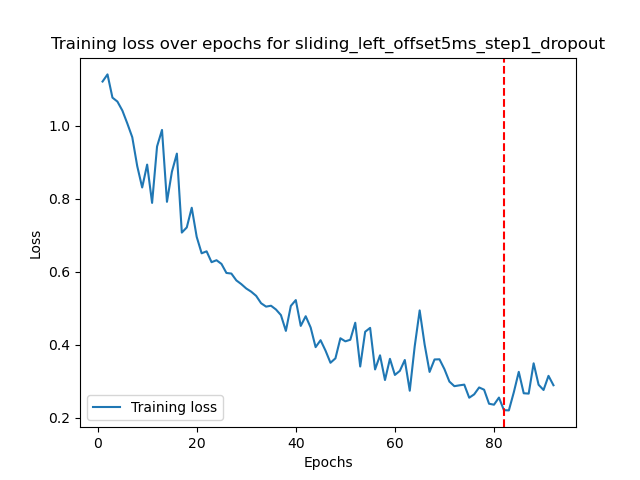 Training loss over epochs for sliding_left_offset5ms_step1_dropout
1.0
0.8
0.6
0.4
0.2
Loss
Training loss
0 20 40 60 80
Epochs